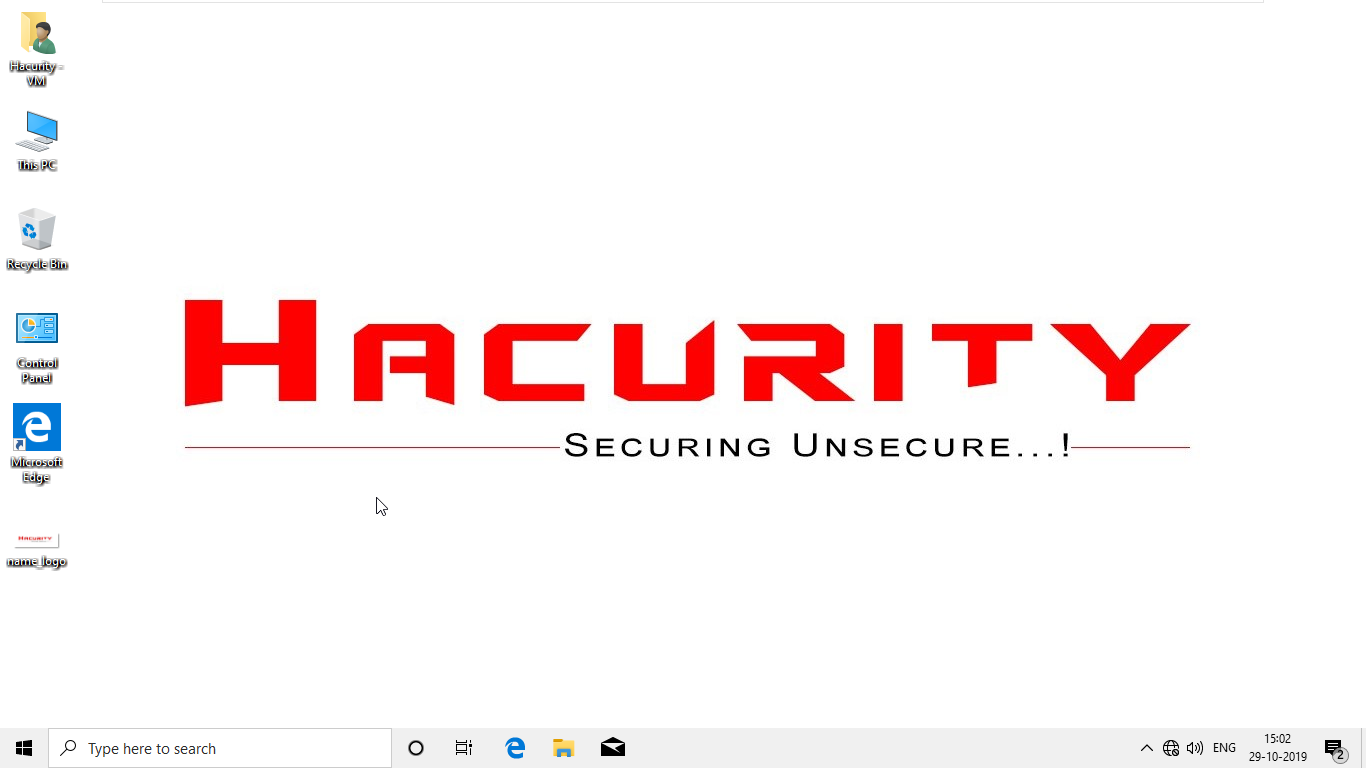 Hacurity -
VM
This PC
Recycle Bin
Control
Panel
Microsoft
Edge
HACURITY
name_logo
HACURITY
SECURING UNSECURE...!
Type here to search
ENG
15:02
29-10-2019
2